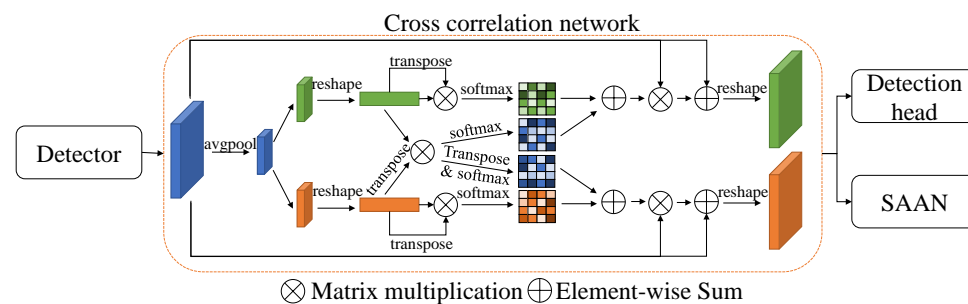 Cross correlation network
transpose
reshape
softmax
reshape
Detection
head
avgpool
softmax
Detector
transpose
Transpose
& softmax
reshape
softmax
reshape
SAAN
transpose
Matrix multiplication
Element-wise Sum